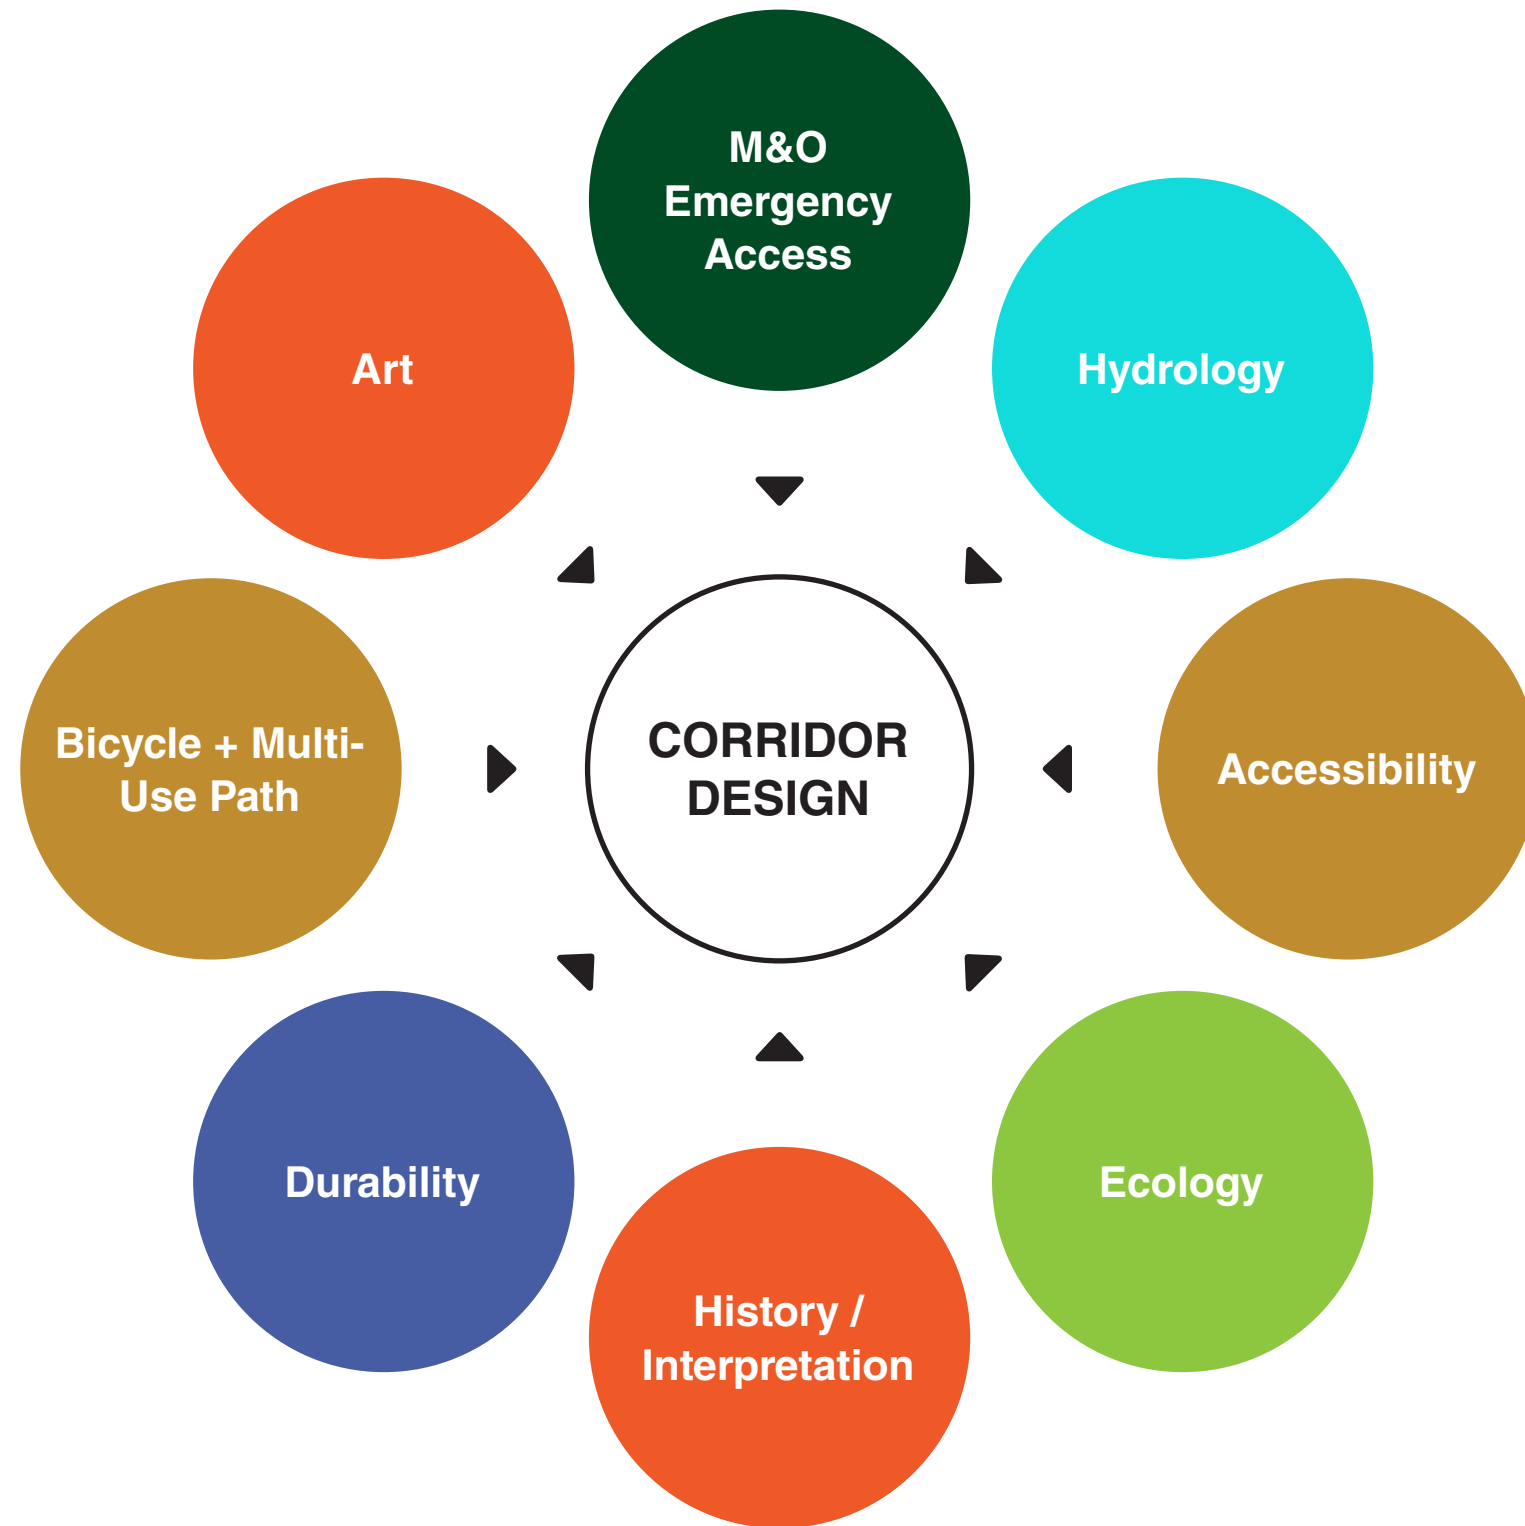 M&O
Emergency
Access
Art
Hydrology
Bicycle + Multi-
Use Path
CORRIDOR
DESIGN
Accessibility
Durability
Ecology
History /
Interpretation